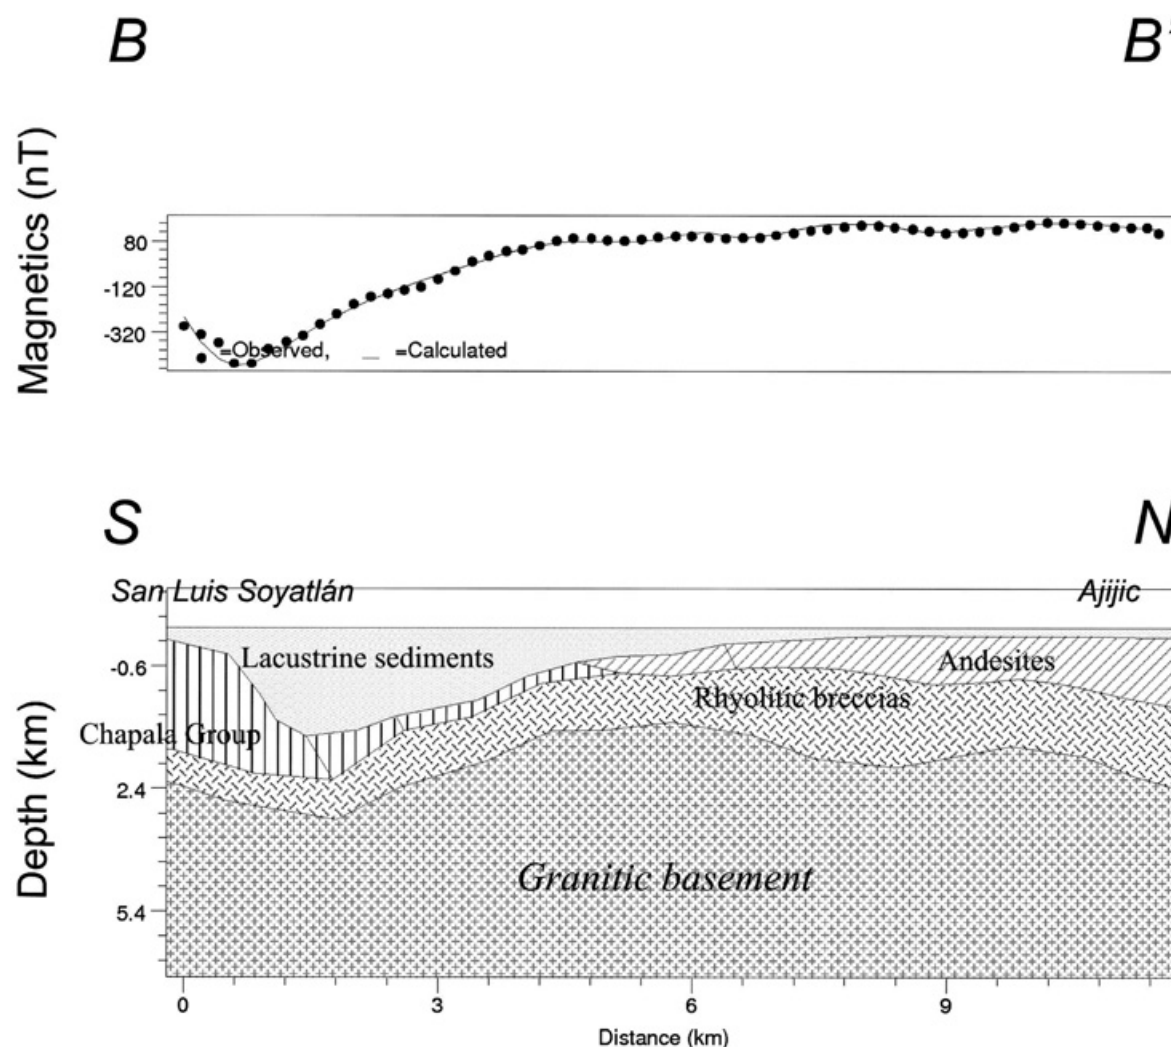 B
B'
Magnetics (nT)
80
-120
-320
=Observed, __ =Calculated
S
N
San Luis Soyatlán
Ajijic
Depth (km)
-0.6
2.4
5.4
Lacustrine sediments
Andesites
Rhyolitic breccias
Chapala Group
Granitic basement
0
3
6
9
Distance (km)